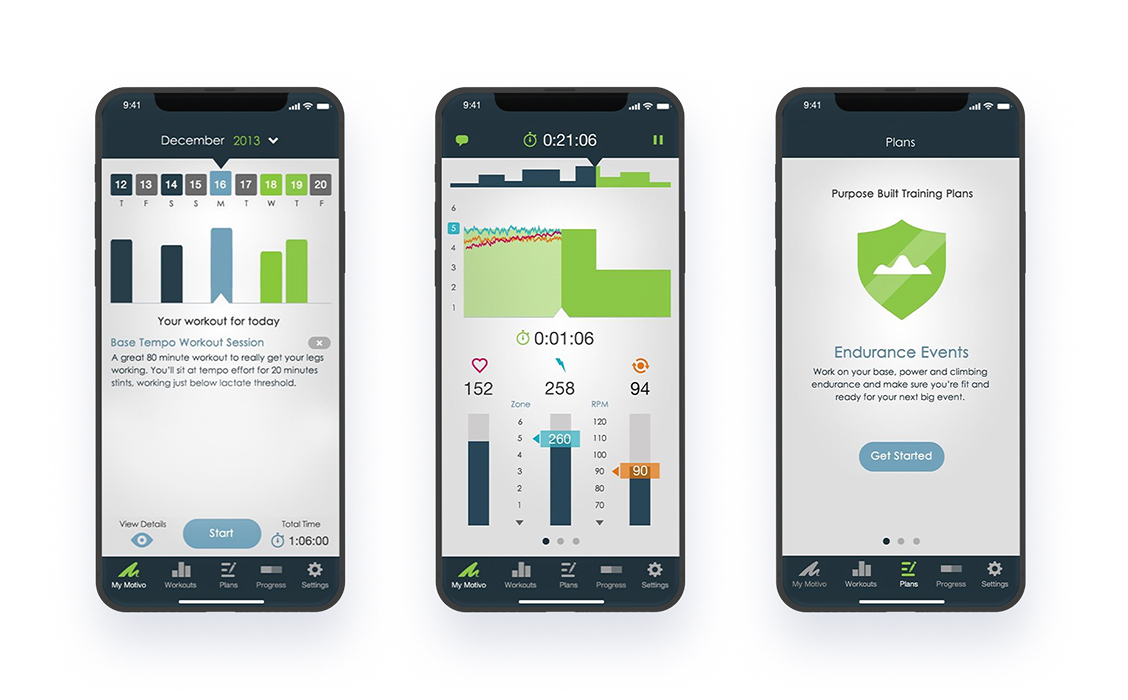 9:41
December 2013
12 13 14 15 16 17 18 19 20
T F S S M T W T F
Your workout for today
Base Tempo Workout Session
A great 80 minute workout to really get your legs
working. You'll sit at tempo effort for 20 minutes
stints, working just below lactate threshold.
View Details
Start
Total Time
1:06:00
My Motivo Workouts Plans Progress Settings
9:41
0:21:06
6
5
4
3
2
1
0:01:06
152 258 94
Zone RPM
6 120
5 260 110
4 100
3 90 90
2 80
1 70
My Motivo Workouts Plans Progress Settings
9:41
Plans
Purpose Built Training Plans
Endurance Events
Work on your base, power and climbing
endurance and make sure you're fit and
ready for your next big event.
Get Started
My Motivo Workouts Plans Progress Settings